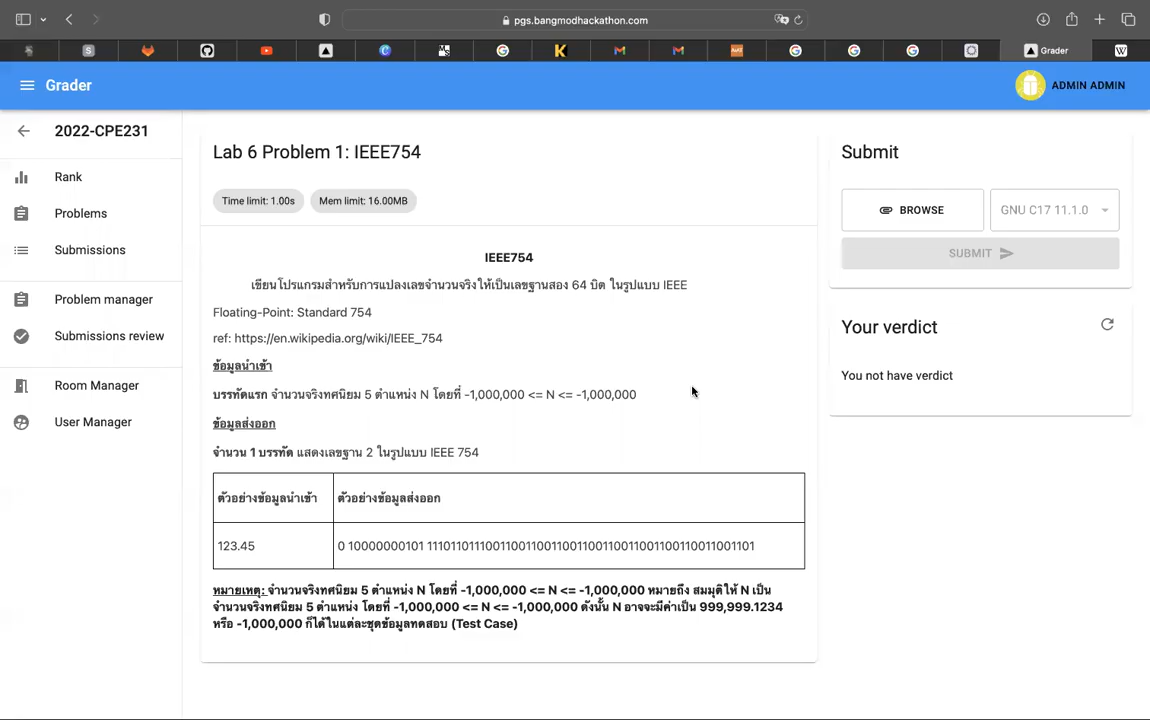 pgs.bangmodhackathon.com
Grader
Grader
ADMIN ADMIN
2022-CPE231
Rank
Problems
Submissions
Problem manager
Submissions review
Room Manager
User Manager
Lab 6 Problem 1: IEEE754
Time limit: 1.00s
Mem limit: 16.00MB
IEEE754
เขียนโปรแกรมสำหรับการแปลงเลขจำนวนจริงให้เป็นเลขฐานสอง 64 บิต ในรูปแบบ IEEE
Floating-Point: Standard 754
ref: https://en.wikipedia.org/wiki/IEEE_754
ข้อมูลนำเข้า
บรรทัดแรก จำนวนจริงทศนิยม 5 ตำแหน่ง N โดยที่ -1,000,000 <= N <= -1,000,000
ข้อมูลส่งออก
จำนวน 1 บรรทัด แสดงเลขฐาน 2 ในรูปแบบ IEEE 754
ตัวอย่างข้อมูลนำเข้า
ตัวอย่างข้อมูลส่งออก
123.45
0 10000000101 1110110111001100110011001100110011001100110011001101
หมายเหตุ: จำนวนจริงทศนิยม 5 ตำแหน่ง N โดยที่ -1,000,000 <= N <= -1,000,000 หมายถึง สมมุติให้ N เป็น
จำนวนจริงทศนิยม 5 ตำแหน่ง โดยที่ -1,000,000 <= N <= -1,000,000 ดังนั้น N อาจจะมีค่าเป็น 999,999.1234
หรือ -1,000,000 ก็ได้ในแต่ละชุดข้อมูลทดสอบ (Test Case)
Submit
BROWSE
GNU C17 11.1.0
SUBMIT
Your verdict
You not have verdict